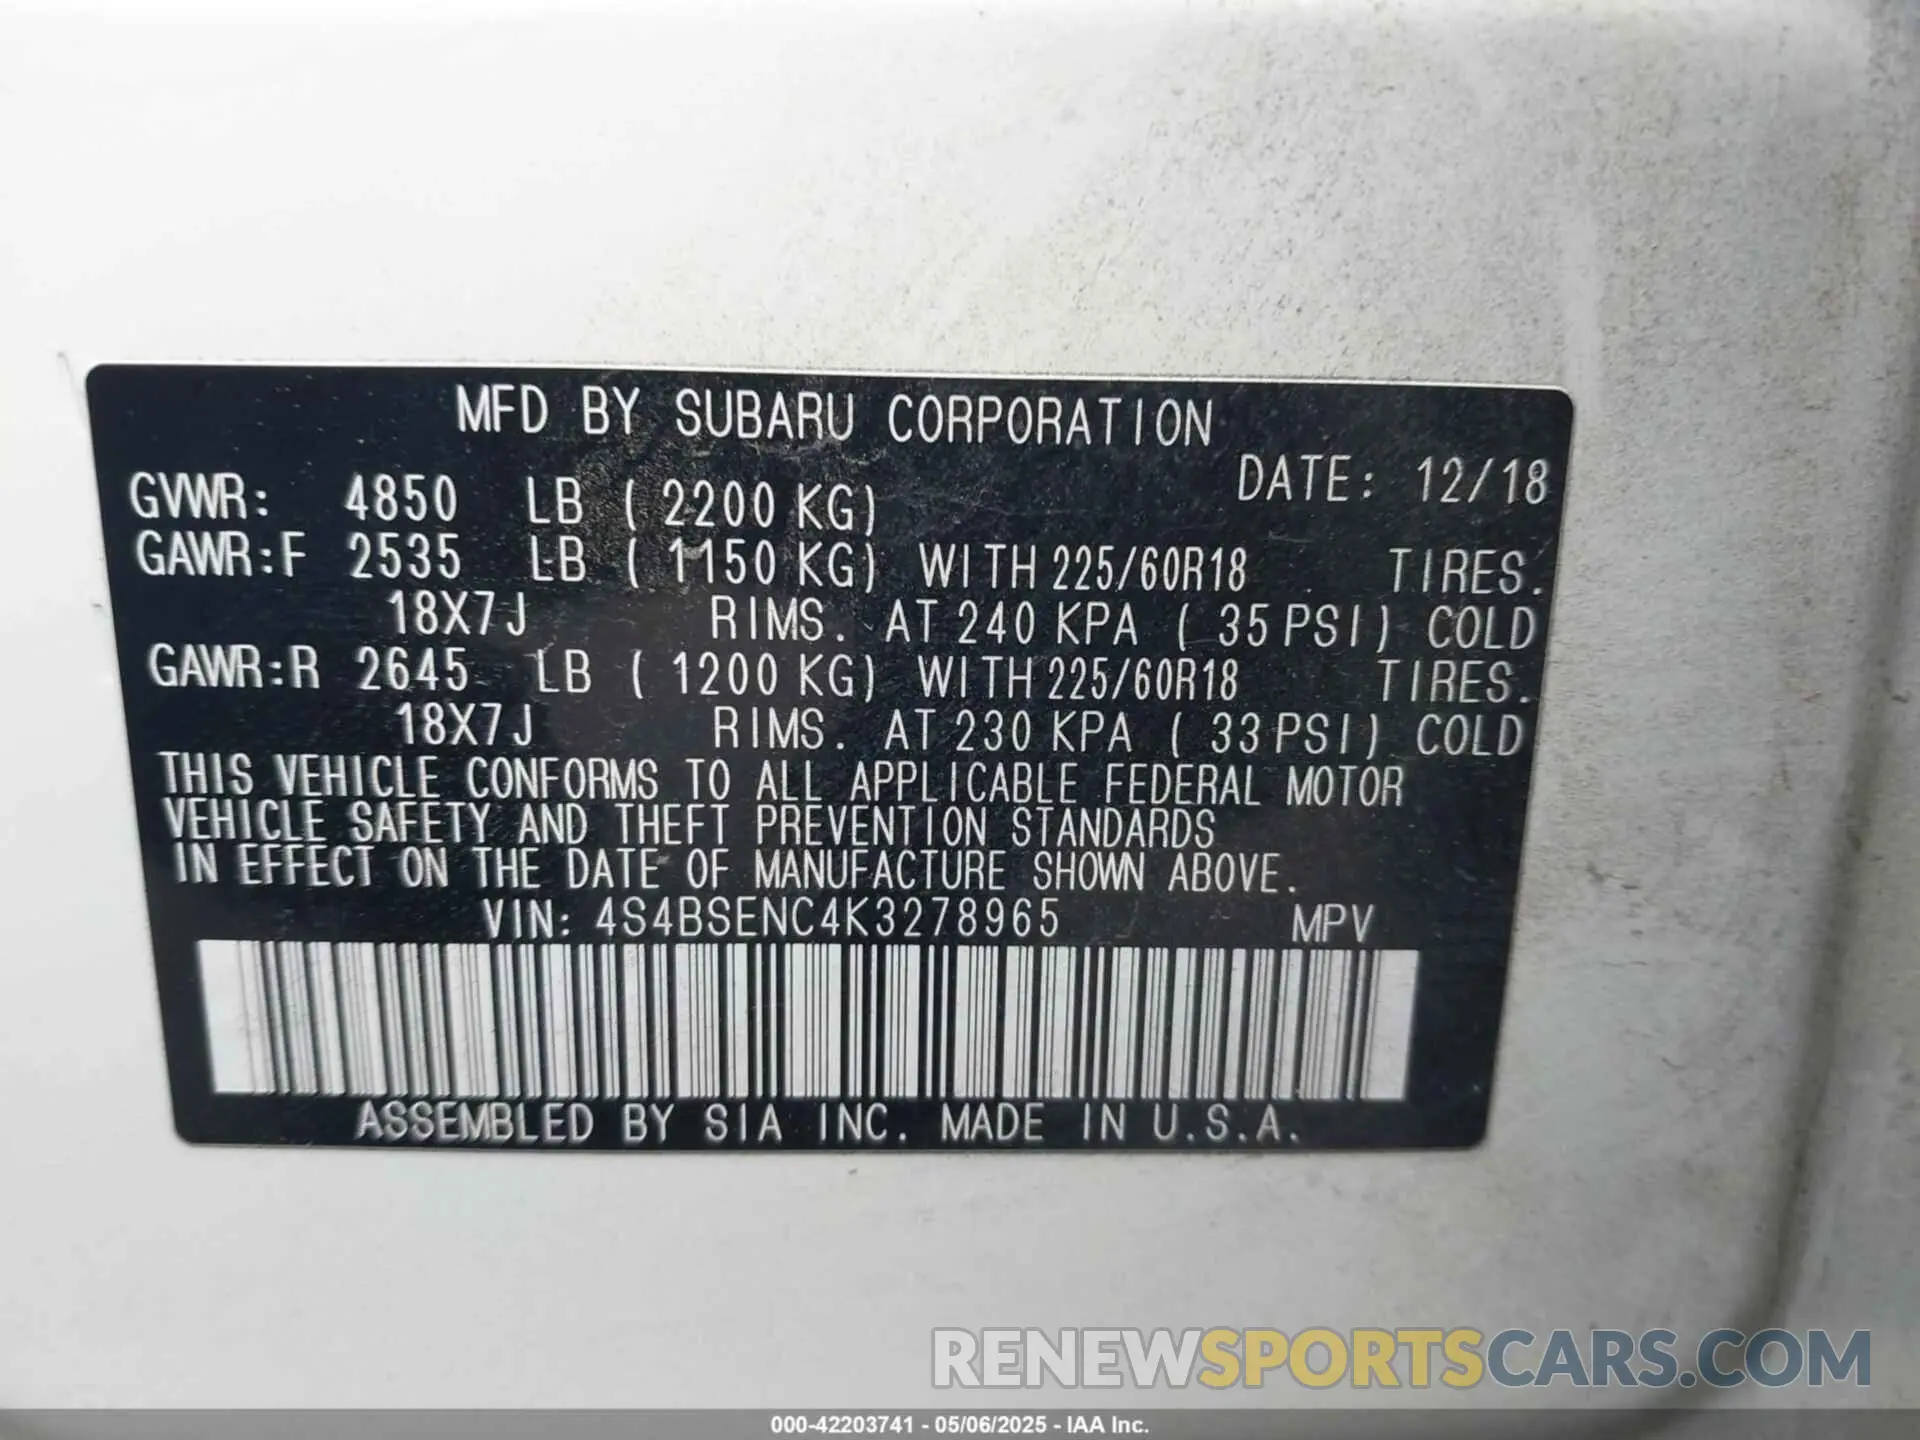 MFD BY SUBARU CORPORATION
DATE: 12/18
GVWR: 4850 LB ( 2200 KG)
GAWR:F 2535 LB ( 1150 KG) WITH 225/60R18 TIRES.
18X7J RIMS. AT 240 KPA ( 35 PSI) COLD
GAWR:R 2645 LB ( 1200 KG) WITH 225/60R18 TIRES.
18X7J RIMS. AT 230 KPA ( 33 PSI) COLD
THIS VEHICLE CONFORMS TO ALL APPLICABLE FEDERAL MOTOR
VEHICLE SAFETY AND THEFT PREVENTION STANDARDS
IN EFFECT ON THE DATE OF MANUFACTURE SHOWN ABOVE.
VIN: 4S4BSENC4K3278965 MPV
ASSEMBLED BY SIA INC. MADE IN U.S.A.
RENEWSPORTSCARS.COM
000-42203741 - 05/06/2025 - IAA Inc.